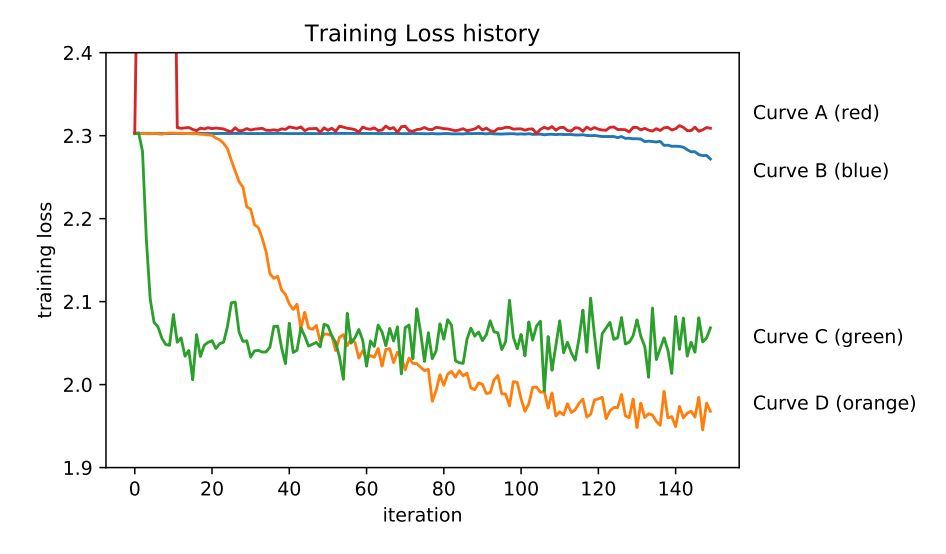 Training Loss history
2.4
2.3
2.2
2.1
2.0
1.9
training loss
0 20 40 60 80 100 120 140
iteration
Curve A (red)
Curve B (blue)
Curve C (green)
Curve D (orange)